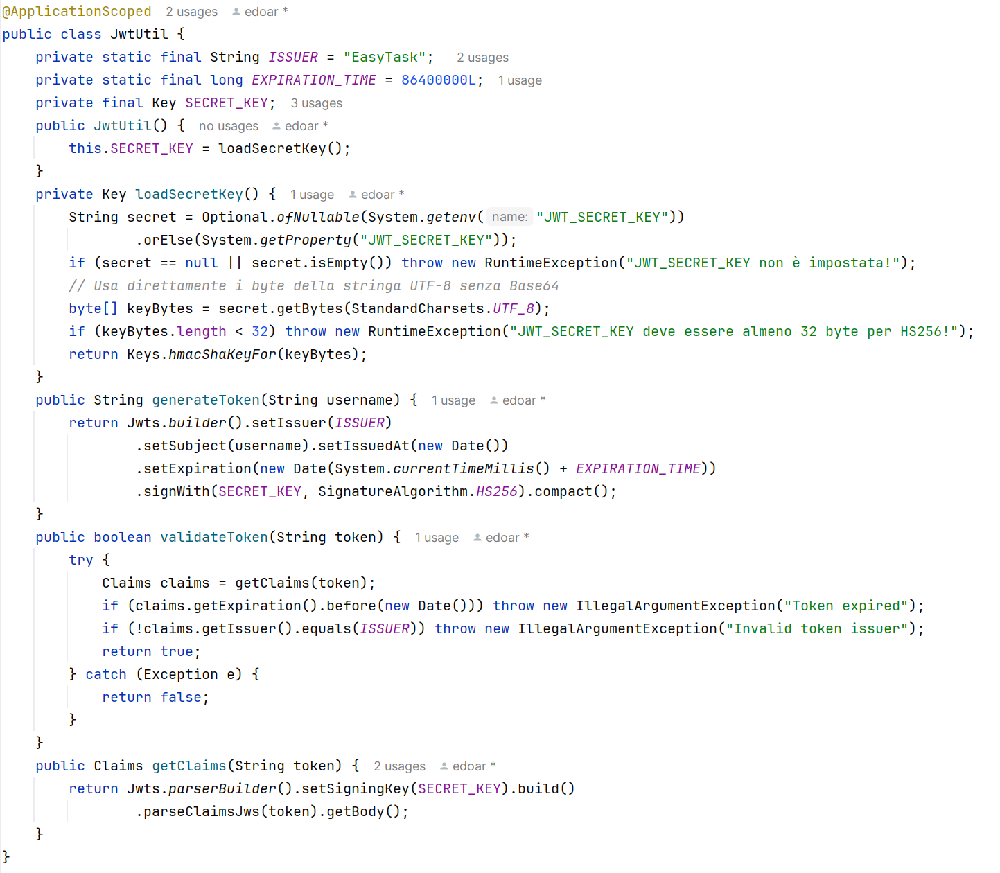 @ApplicationScoped 2 usages edoar *
public class JwtUtil {
    private static final String ISSUER = "EasyTask"; 2 usages
    private static final long EXPIRATION_TIME = 86400000L; 1 usage
    private final Key SECRET_KEY; 3 usages
    public JwtUtil() { no usages edoar *
        this.SECRET_KEY = loadSecretKey();
    }
    private Key loadSecretKey() { 1 usage edoar *
        String secret = Optional.ofNullable(System.getenv( name: "JWT_SECRET_KEY"))
                .orElse(System.getProperty("JWT_SECRET_KEY"));
        if (secret == null || secret.isEmpty()) throw new RuntimeException("JWT_SECRET_KEY non è impostata!");
        // Usa direttamente i byte della stringa UTF-8 senza Base64
        byte[] keyBytes = secret.getBytes(StandardCharsets.UTF_8);
        if (keyBytes.length < 32) throw new RuntimeException("JWT_SECRET_KEY deve essere almeno 32 byte per HS256!");
        return Keys.hmacShaKeyFor(keyBytes);
    }
    public String generateToken(String username) { 1 usage edoar *
        return Jwts.builder().setIssuer(ISSUER)
                .setSubject(username).setIssuedAt(new Date())
                .setExpiration(new Date(System.currentTimeMillis() + EXPIRATION_TIME))
                .signWith(SECRET_KEY, SignatureAlgorithm.HS256).compact();
    }
    public boolean validateToken(String token) { 1 usage edoar *
        try {
            Claims claims = getClaims(token);
            if (claims.getExpiration().before(new Date())) throw new IllegalArgumentException("Token expired");
            if (!claims.getIssuer().equals(ISSUER)) throw new IllegalArgumentException("Invalid token issuer");
            return true;
        } catch (Exception e) {
            return false;
        }
    }
    public Claims getClaims(String token) { 2 usages edoar *
        return Jwts.parserBuilder().setSigningKey(SECRET_KEY).build()
                .parseClaimsJws(token).getBody();
    }
}